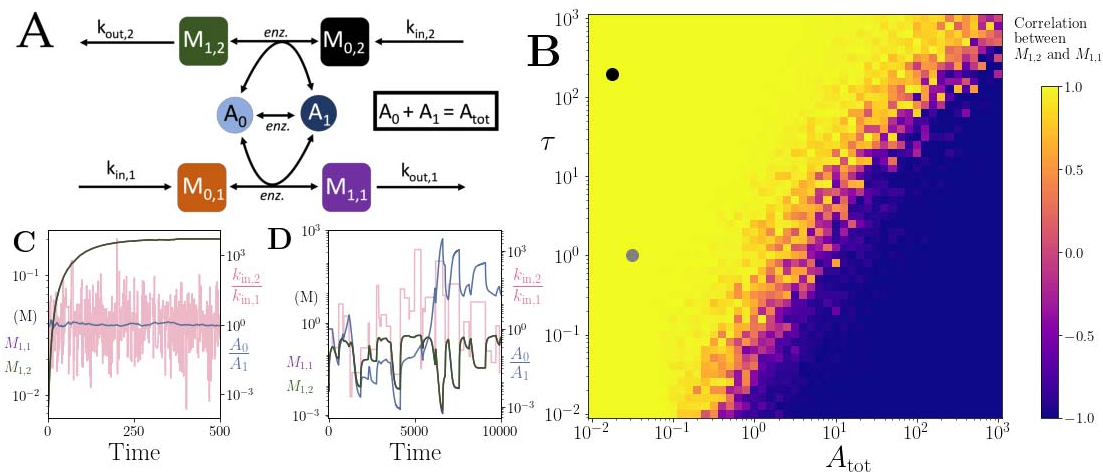 A
k_out,2
M_1,2
enz.
M_0,2
k_in,2
A_0
enz.
A_1
A_0 + A_1 = A_tot
k_in,1
M_0,1
enz.
M_1,1
k_out,1
B
10^3
10^2
10^1
10^0
10^−1
10^−2
τ
10^−2
10^−1
10^0
10^1
10^2
10^3
A_tot
Correlation
between
M_1,2 and M_1,1
1.0
0.5
0.0
−0.5
−1.0
C
10^−1
(M)
M_1,1
M_1,2
10^−2
0
250
500
Time
10^3
10^0
10^−3
k_in,2
k_in,1
A_0
A_1
D
10^3
(M)
10^0
M_1,1
M_1,2
10^−3
0
5000
10000
Time
10^3
10^0
10^−3
k_in,2
k_in,1
A_0
A_1